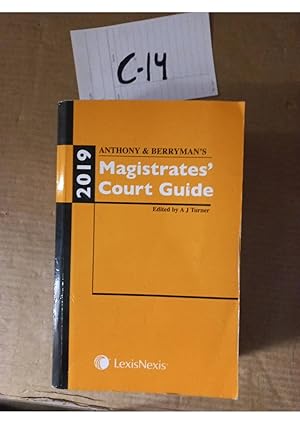 C-14
2019
ANTHONY & BERRYMAN'S
Magistrates'
Court Guide
Edited by A J Turner
LexisNexis®